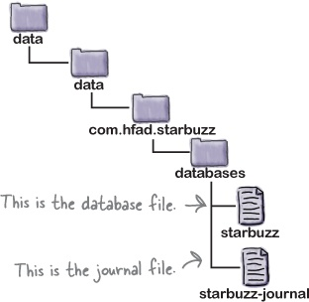 data
data
com.hfad.starbuzz
databases
This is the database file.
starbuzz
This is the journal file.
starbuzz-journal